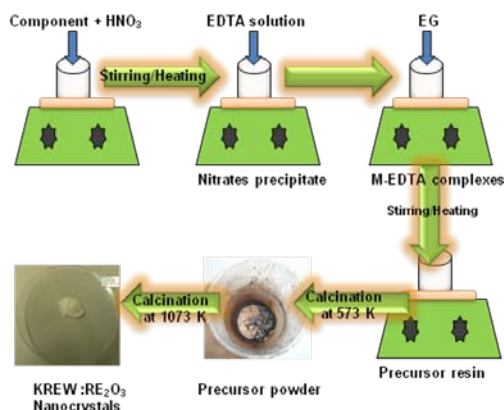 Component + HNO₃
EDTA solution
EG
Stirring/Heating
Nitrates precipitate
M-EDTA complexes
Stirring/Heating
Calcination
at 1073 K
Calcination
at 573 K
Precursor resin
KREW :RE₂O₃
Nanocrystals
Precursor powder